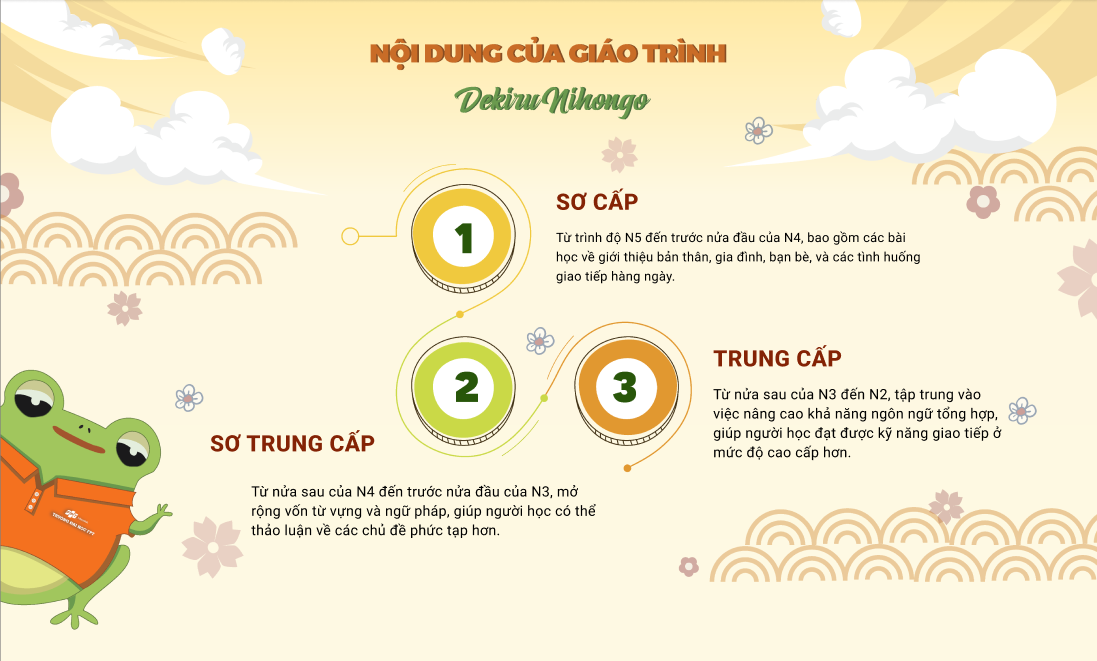 NỘI DUNG CỦA GIÁO TRÌNH
Dekiru Nihongo
1
SƠ CẤP
Từ trình độ N5 đến trước nửa đầu của N4, bao gồm các bài
học về giới thiệu bản thân, gia đình, bạn bè, và các tình huống
giao tiếp hàng ngày.
2
SƠ TRUNG CẤP
Từ nửa sau của N4 đến trước nửa đầu của N3, mở
rộng vốn từ vựng và ngữ pháp, giúp người học có thể
thảo luận về các chủ đề phức tạp hơn.
3
TRUNG CẤP
Từ nửa sau của N3 đến N2, tập trung vào
việc nâng cao khả năng ngôn ngữ tổng hợp,
giúp người học đạt được kỹ năng giao tiếp ở
mức độ cao cấp hơn.
TRƯỜNG ĐẠI HỌC FPT